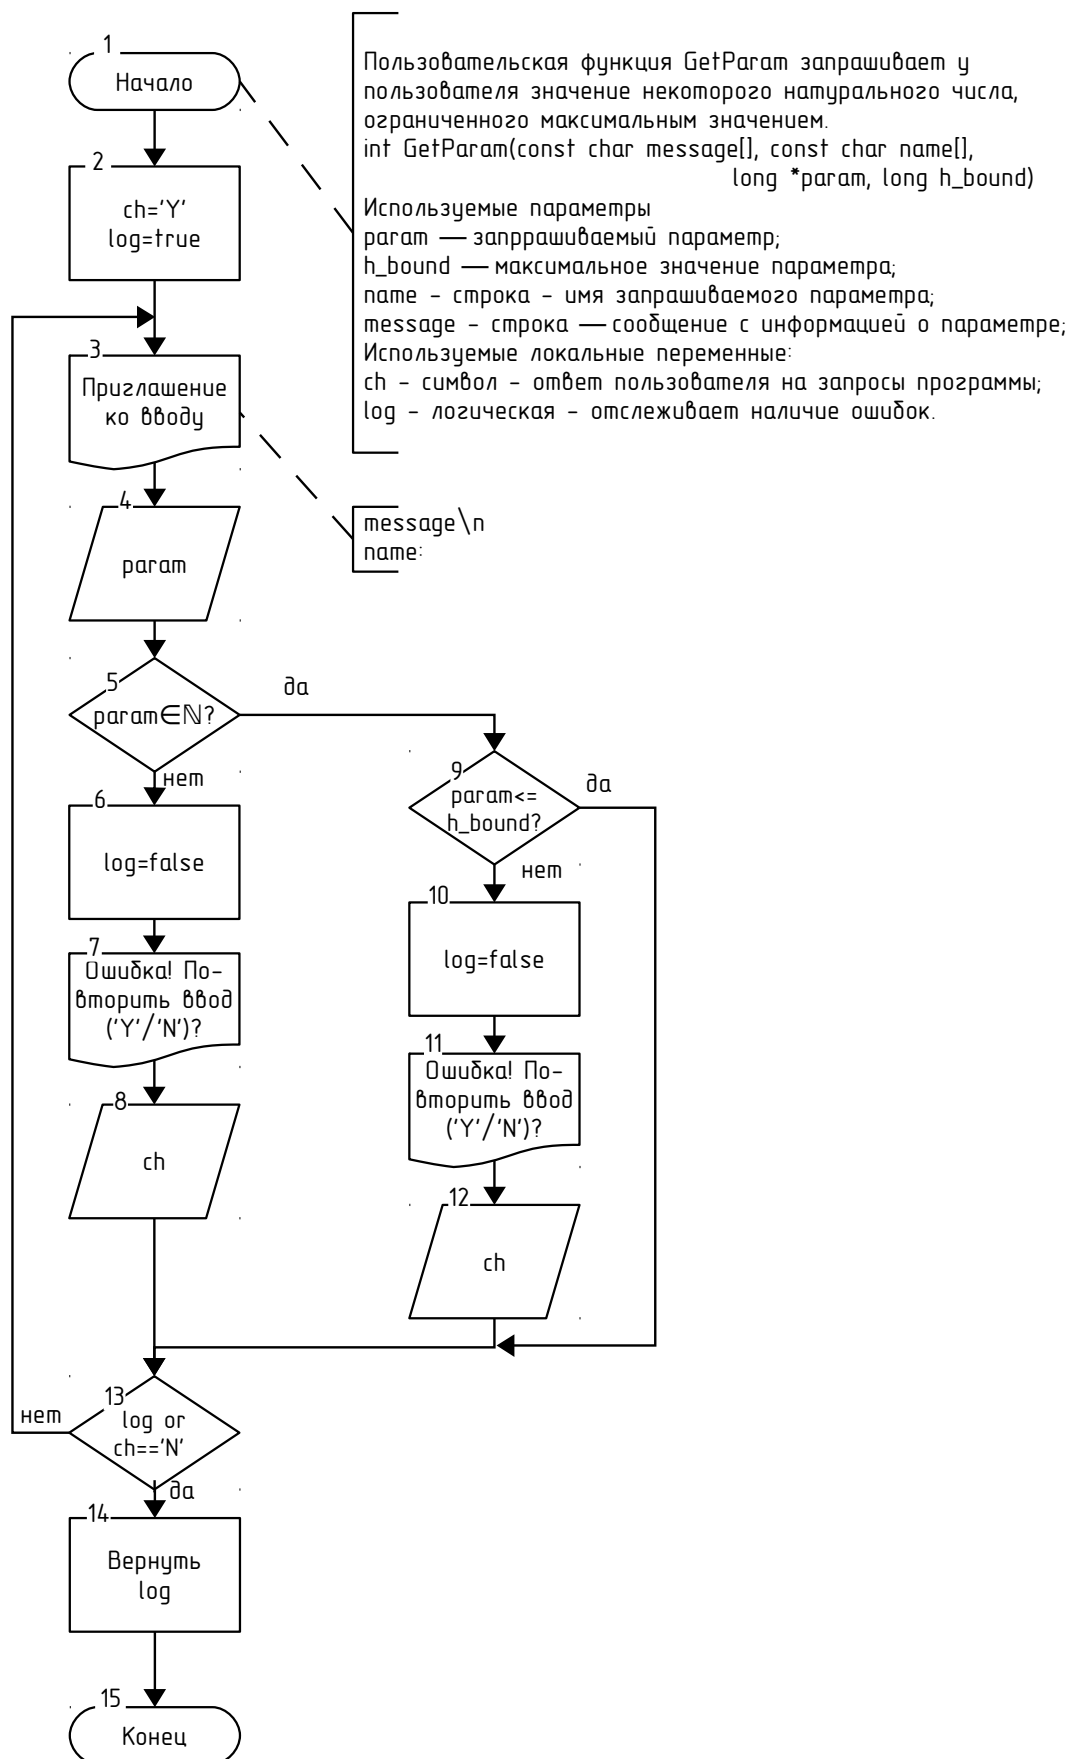 1
Начало
Пользовательская функция GetParam запрашивает у
пользователя значение некоторого натурального числа,
ограниченного максимальным значением.
int GetParam(const char message[], const char name[],
long *param, long h_bound)
Используемые параметры
param — запррашиваемый параметр;
h_bound — максимальное значение параметра;
name - строка - имя запрашиваемого параметра;
message - строка — сообщение с информацией о параметре;
Используемые локальные переменные:
ch - символ - ответ пользователя на запросы программы;
log - логическая - отслеживает наличие ошибок.
2
ch='Y'
log=true
3
Приглашение
ко вводу
message\n
name:
4
param
5
param∈ℕ?
да
нет
6
log=false
7
Ошибка! По-
вторить ввод
('Y'/'N')?
8
ch
9
param<=
h_bound?
да
нет
10
log=false
11
Ошибка! По-
вторить ввод
('Y'/'N')?
12
ch
13
log or
ch=='N'
нет
да
14
Вернуть
log
15
Конец